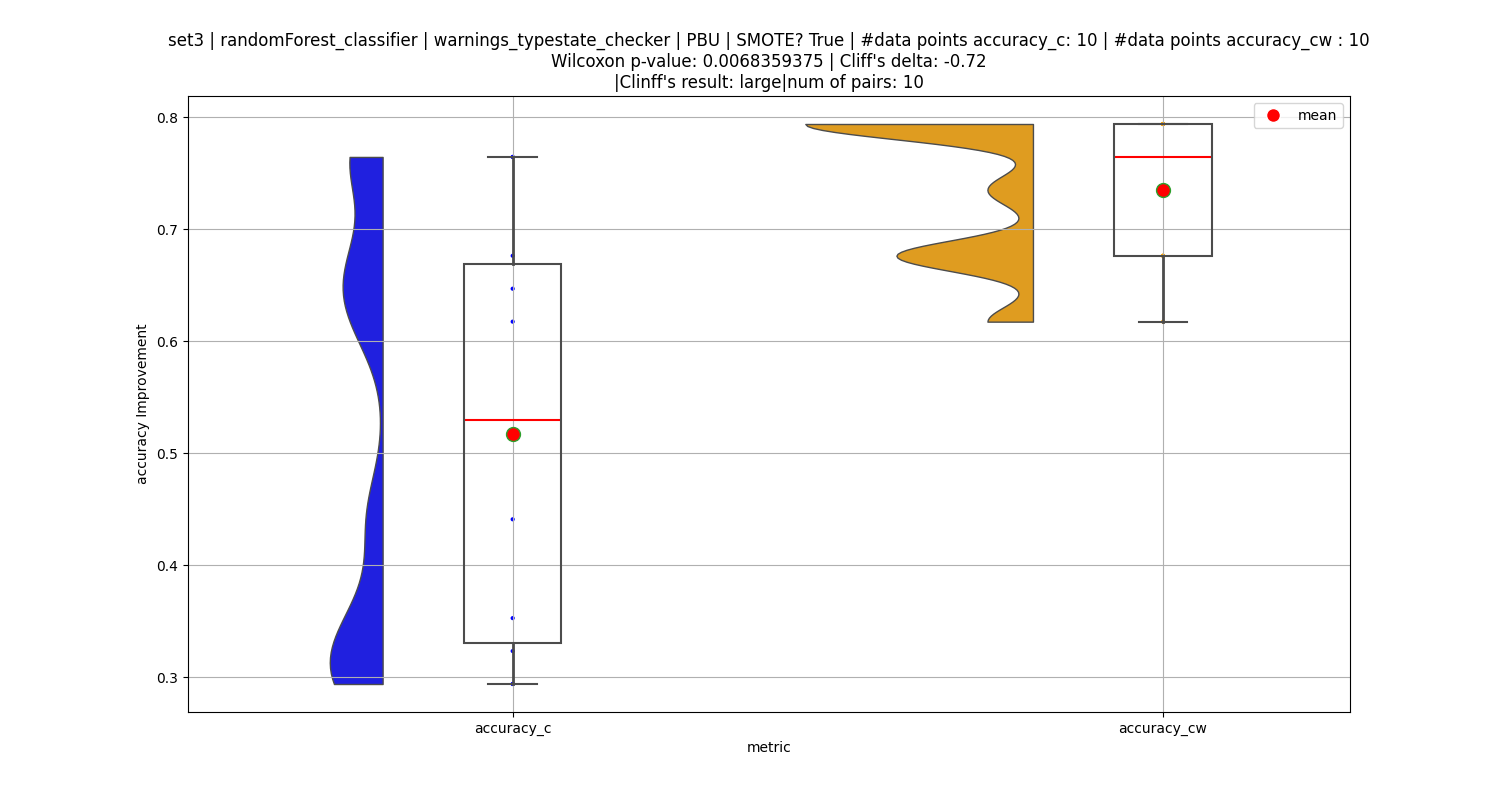 set3 | randomForest_classifier | warnings_typestate_checker | PBU | SMOTE? True | #data points accuracy_c: 10 | #data points accuracy_cw : 10
Wilcoxon p-value: 0.0068359375 | Cliff's delta: -0.72
|Clinff's result: large|num of pairs: 10
mean
0.8
0.7
0.6
0.5
0.4
0.3
accuracy Improvement
accuracy_c
accuracy_cw
metric